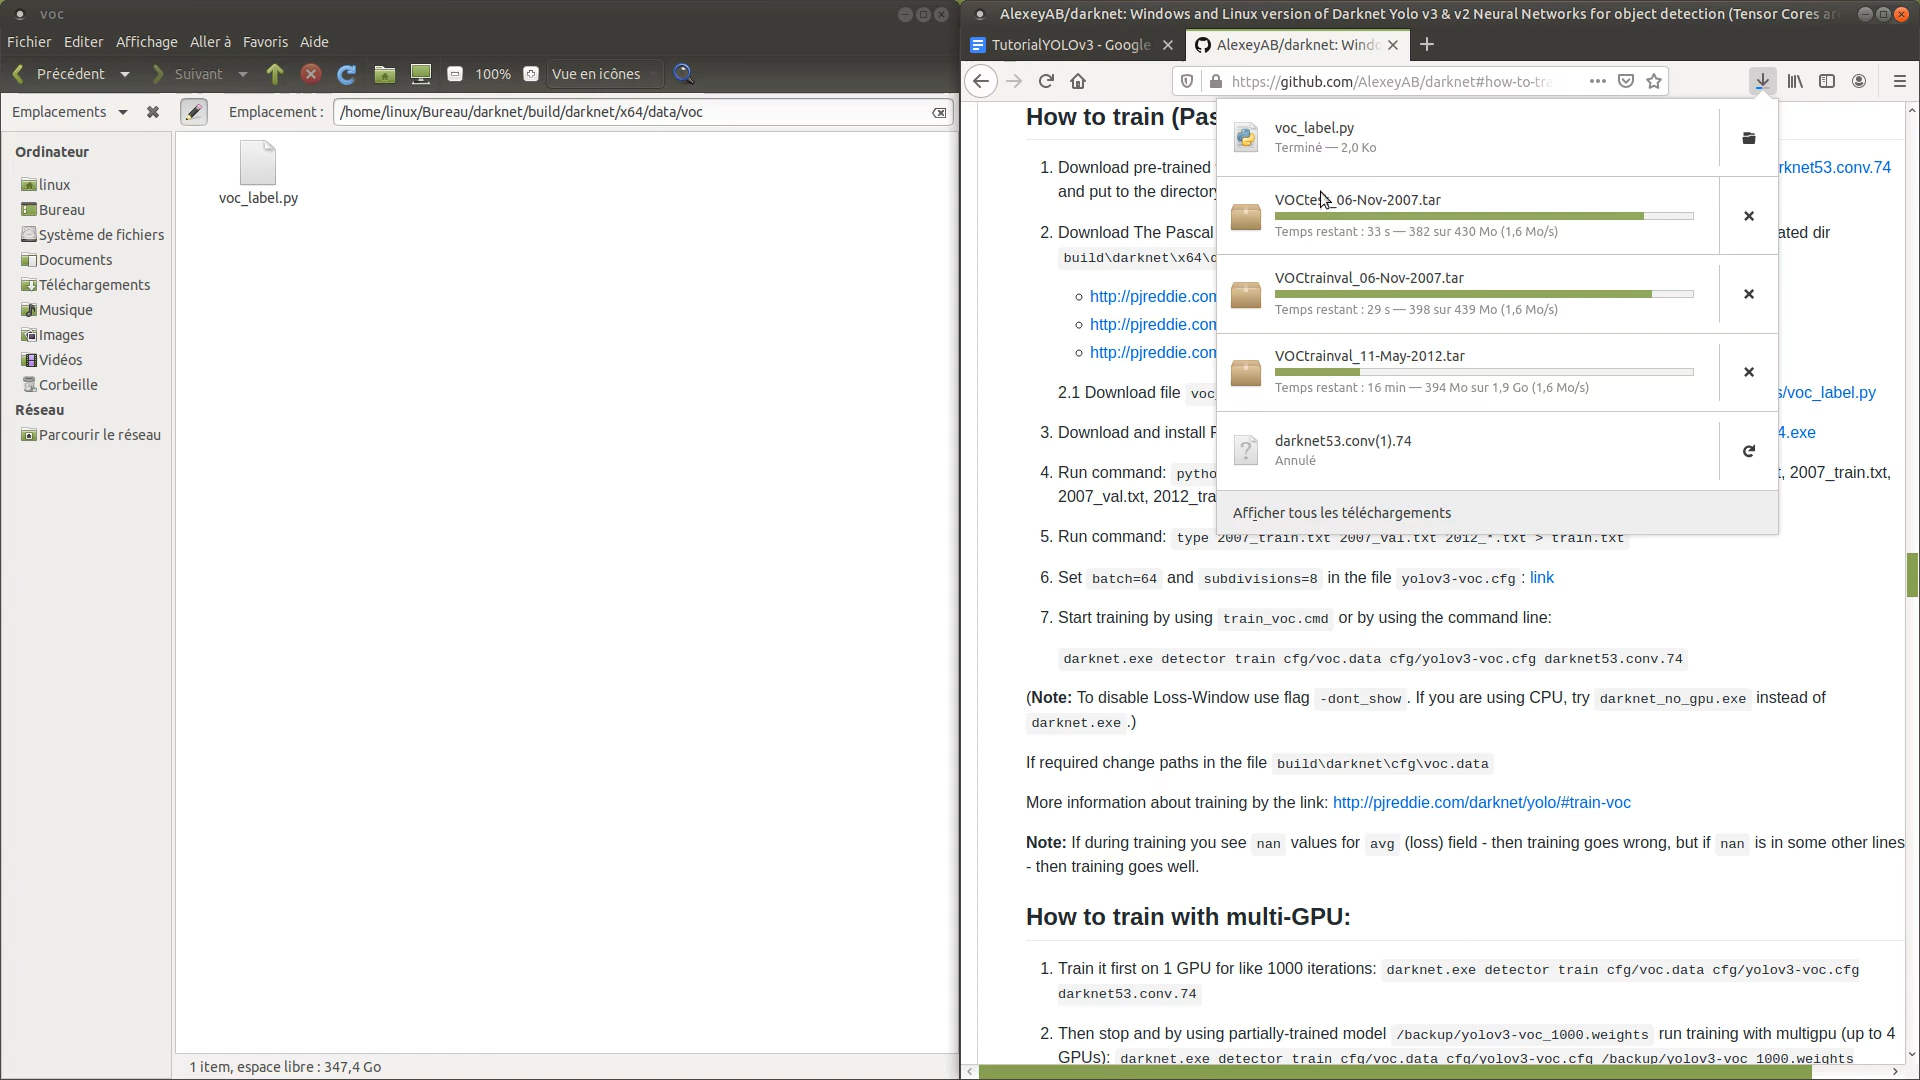 voc
Fichier Editer Affichage Aller à Favoris Aide
Précédent Suivant 100% Vue en icônes
Emplacements Emplacement : /home/linux/Bureau/darknet/build/darknet/x64/data/voc
Ordinateur
linux
Bureau
Système de fichiers
Documents
Téléchargements
Musique
Images
Vidéos
Corbeille
Réseau
Parcourir le réseau
voc_label.py
1 item, espace libre : 347,4 Go
AlexeyAB/darknet: Windows and Linux version of Darknet Yolo v3 & v2 Neural Networks for object detection (Tensor Cores ar
TutorialYOLOv3 - Google AlexeyAB/darknet: Windo
https://github.com/AlexeyAB/darknet#how-to-tra
voc_label.py
Terminé — 2,0 Ko
VOCtest_06-Nov-2007.tar
Temps restant : 33 s — 382 sur 430 Mo (1,6 Mo/s)
VOCtrainval_06-Nov-2007.tar
Temps restant : 29 s — 398 sur 439 Mo (1,6 Mo/s)
VOCtrainval_11-May-2012.tar
Temps restant : 16 min — 394 Mo sur 1,9 Go (1,6 Mo/s)
darknet53.conv(1).74
Annulé
Afficher tous les téléchargements
How to train (Pas
1. Download pre-trained rknet53.conv.74
and put to the directory
2. Download The Pascal ated dir
build\darknet\x64\d
http://pjreddie.com
http://pjreddie.com
http://pjreddie.com
2.1 Download file voc_ s/voc_label.py
3. Download and install P 4.exe
4. Run command: python t, 2007_train.txt,
2007_val.txt, 2012_tra
5. Run command: type 2007_train.txt 2007_val.txt 2012_*.txt > train.txt
6. Set batch=64 and subdivisions=8 in the file yolov3-voc.cfg : link
7. Start training by using train_voc.cmd or by using the command line:
darknet.exe detector train cfg/voc.data cfg/yolov3-voc.cfg darknet53.conv.74
(Note: To disable Loss-Window use flag -dont_show. If you are using CPU, try darknet_no_gpu.exe instead of
darknet.exe .)
If required change paths in the file build\darknet\cfg\voc.data
More information about training by the link: http://pjreddie.com/darknet/yolo/#train-voc
Note: If during training you see nan values for avg (loss) field - then training goes wrong, but if nan is in some other lines
- then training goes well.
How to train with multi-GPU:
1. Train it first on 1 GPU for like 1000 iterations: darknet.exe detector train cfg/voc.data cfg/yolov3-voc.cfg
darknet53.conv.74
2. Then stop and by using partially-trained model /backup/yolov3-voc_1000.weights run training with multigpu (up to 4
GPUs): darknet.exe detector train cfg/voc.data cfg/yolov3-voc.cfg /backup/yolov3-voc_1000.weights